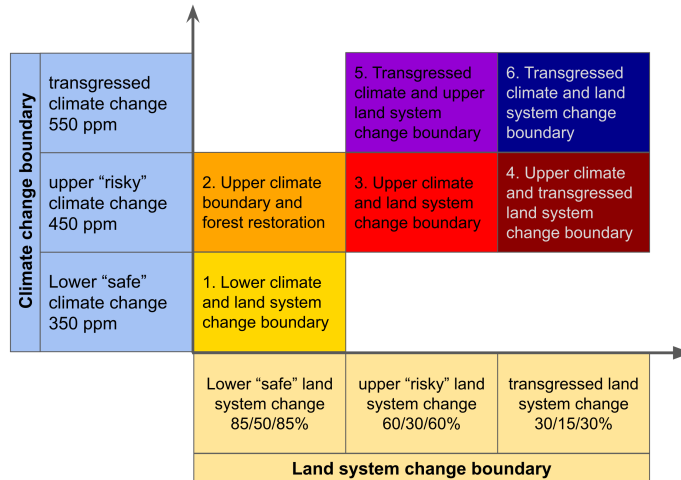 Climate change boundary
transgressed
climate change
550 ppm
5. Transgressed
climate and upper
land system
change boundary
6. Transgressed
climate and land
system change
boundary
upper “risky”
climate change
450 ppm
2. Upper climate
boundary and
forest restoration
3. Upper climate
and land system
change boundary
4. Upper climate
and transgressed
land system
change boundary
Lower “safe”
climate change
350 ppm
1. Lower climate
and land system
change boundary
Lower “safe” land
system change
85/50/85%
upper “risky” land
system change
60/30/60%
transgressed land
system change
30/15/30%
Land system change boundary